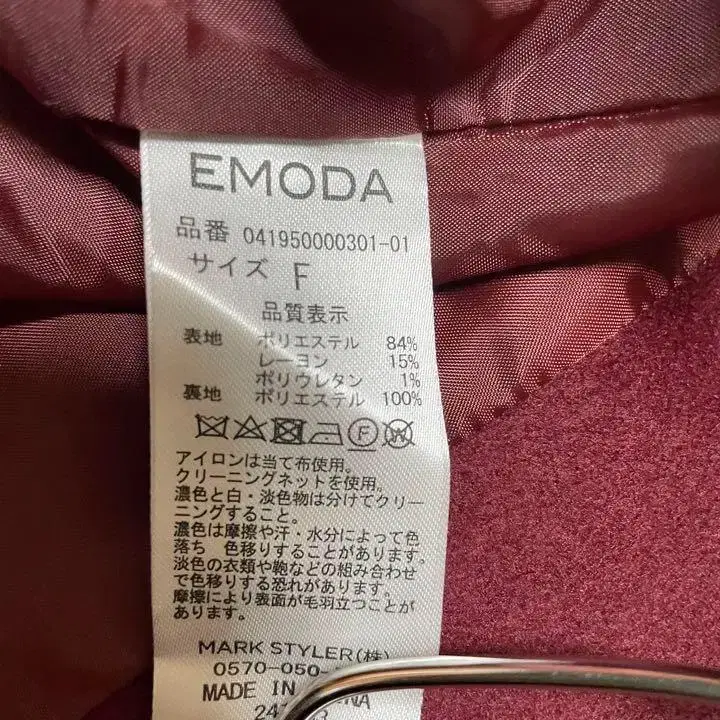 EMODA
品番 041950000301-01
サイズ F
品質表示
表地 ポリエステル 84%
レーヨン 15%
ポリウレタン 1%
裏地 ポリエステル 100%
アイロンは当て布使用。
クリーニングネットを使用。
濃色と白・淡色物は分けてクリー
ニングすること。
濃色は摩擦や汗・水分によって色
落ち 色移りすることがあります。
淡色の衣類や鞄などの組み合わせ
で色移りする恐れがあります。
摩擦により表面が毛羽立つことが
あります。
MARK STYLER(株)
0570-050-
MADE IN